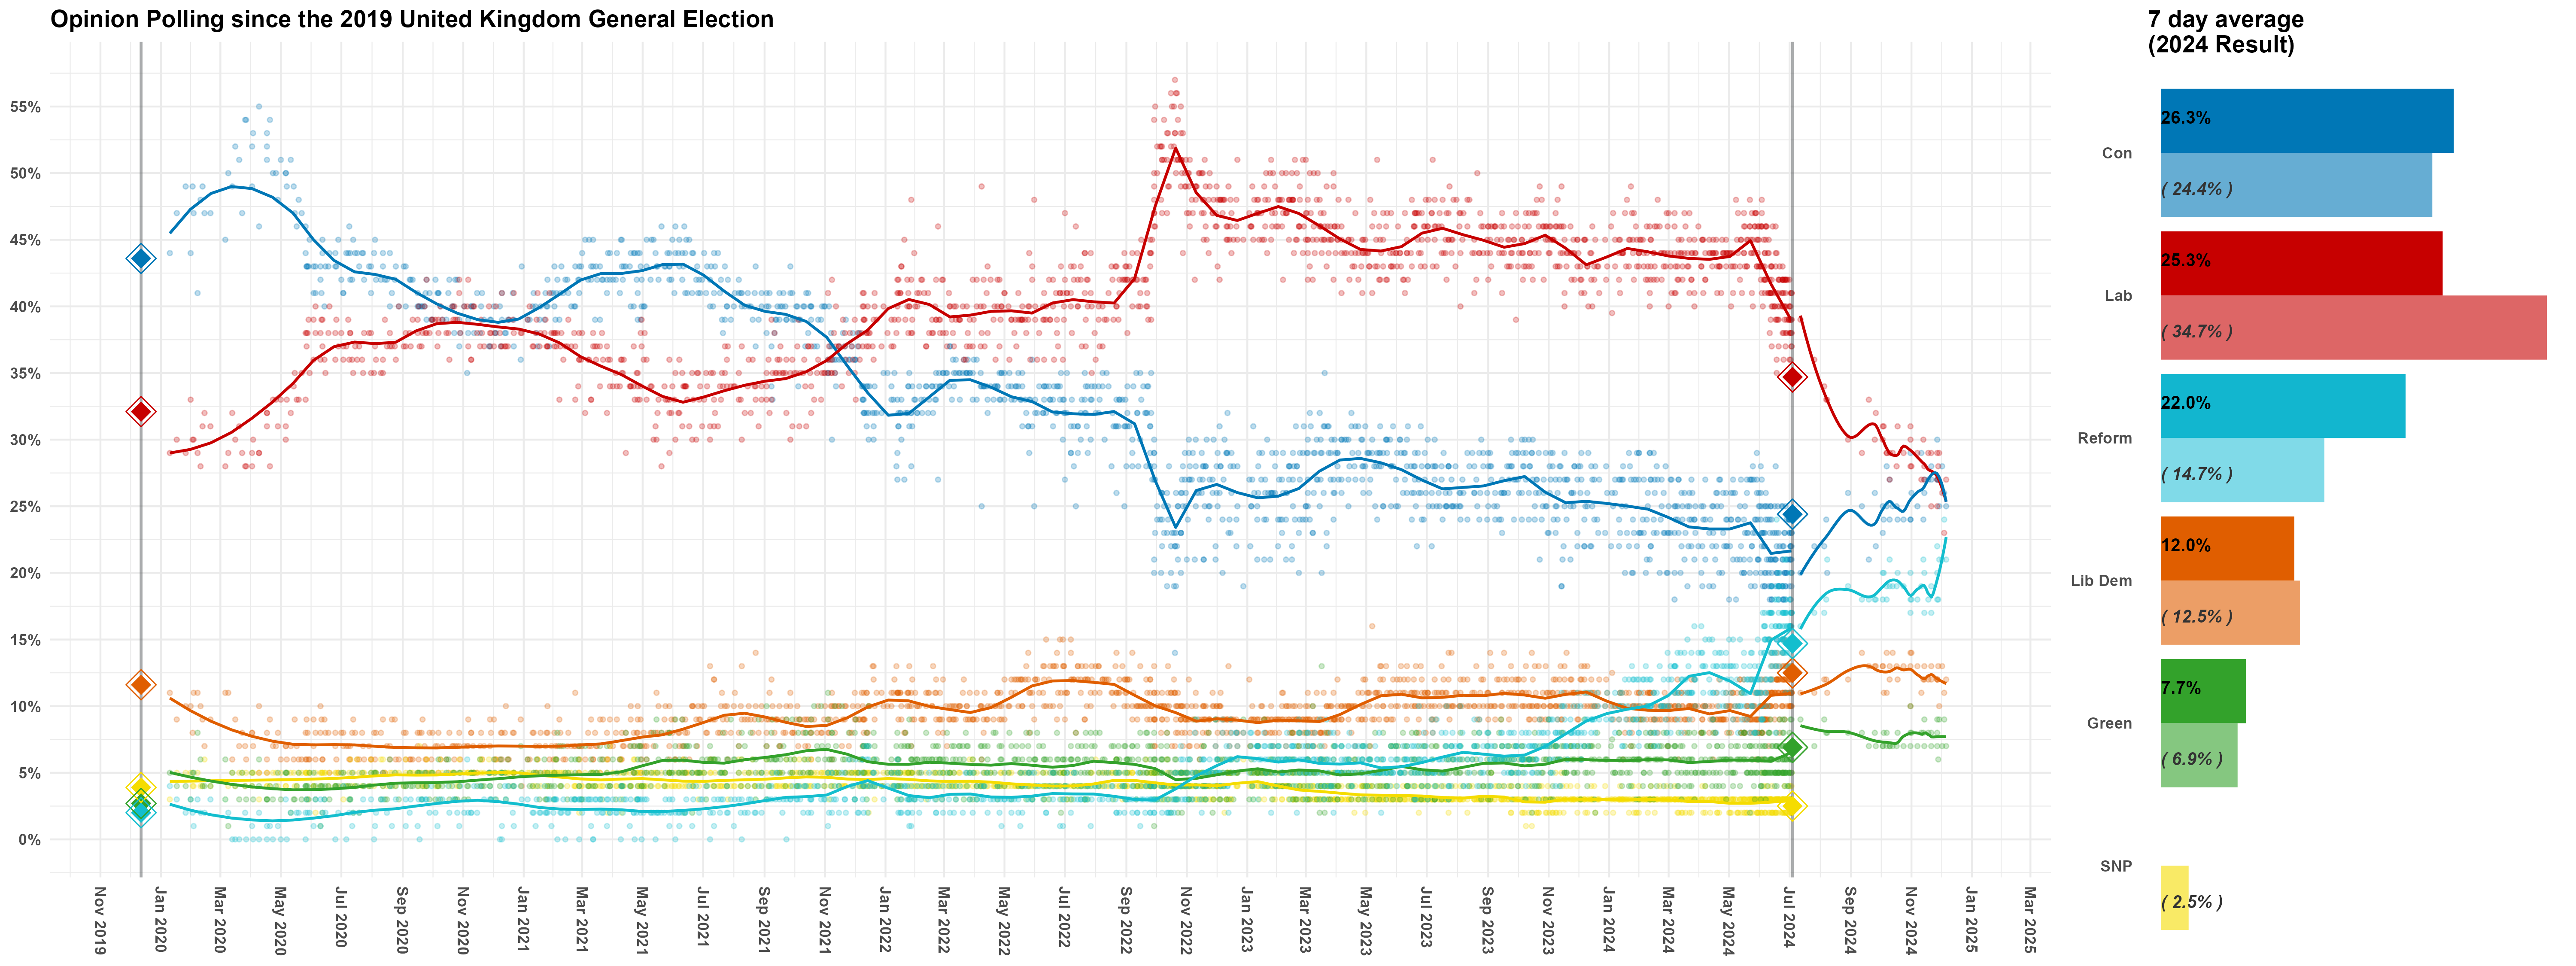 Opinion Polling since the 2019 United Kingdom General Election
55%
50%
45%
40%
35%
30%
25%
20%
15%
10%
5%
0%
Nov 2019
Jan 2020
Mar 2020
May 2020
Jul 2020
Sep 2020
Nov 2020
Jan 2021
Mar 2021
May 2021
Jul 2021
Sep 2021
Nov 2021
Jan 2022
Mar 2022
May 2022
Jul 2022
Sep 2022
Nov 2022
Jan 2023
Mar 2023
May 2023
Jul 2023
Sep 2023
Nov 2023
Jan 2024
Mar 2024
May 2024
Jul 2024
Sep 2024
Nov 2024
Jan 2025
Mar 2025
7 day average
(2024 Result)
Con
26.3%
( 24.4% )
Lab
25.3%
( 34.7% )
Reform
22.0%
( 14.7% )
Lib Dem
12.0%
( 12.5% )
Green
7.7%
( 6.9% )
SNP
( 2.5% )